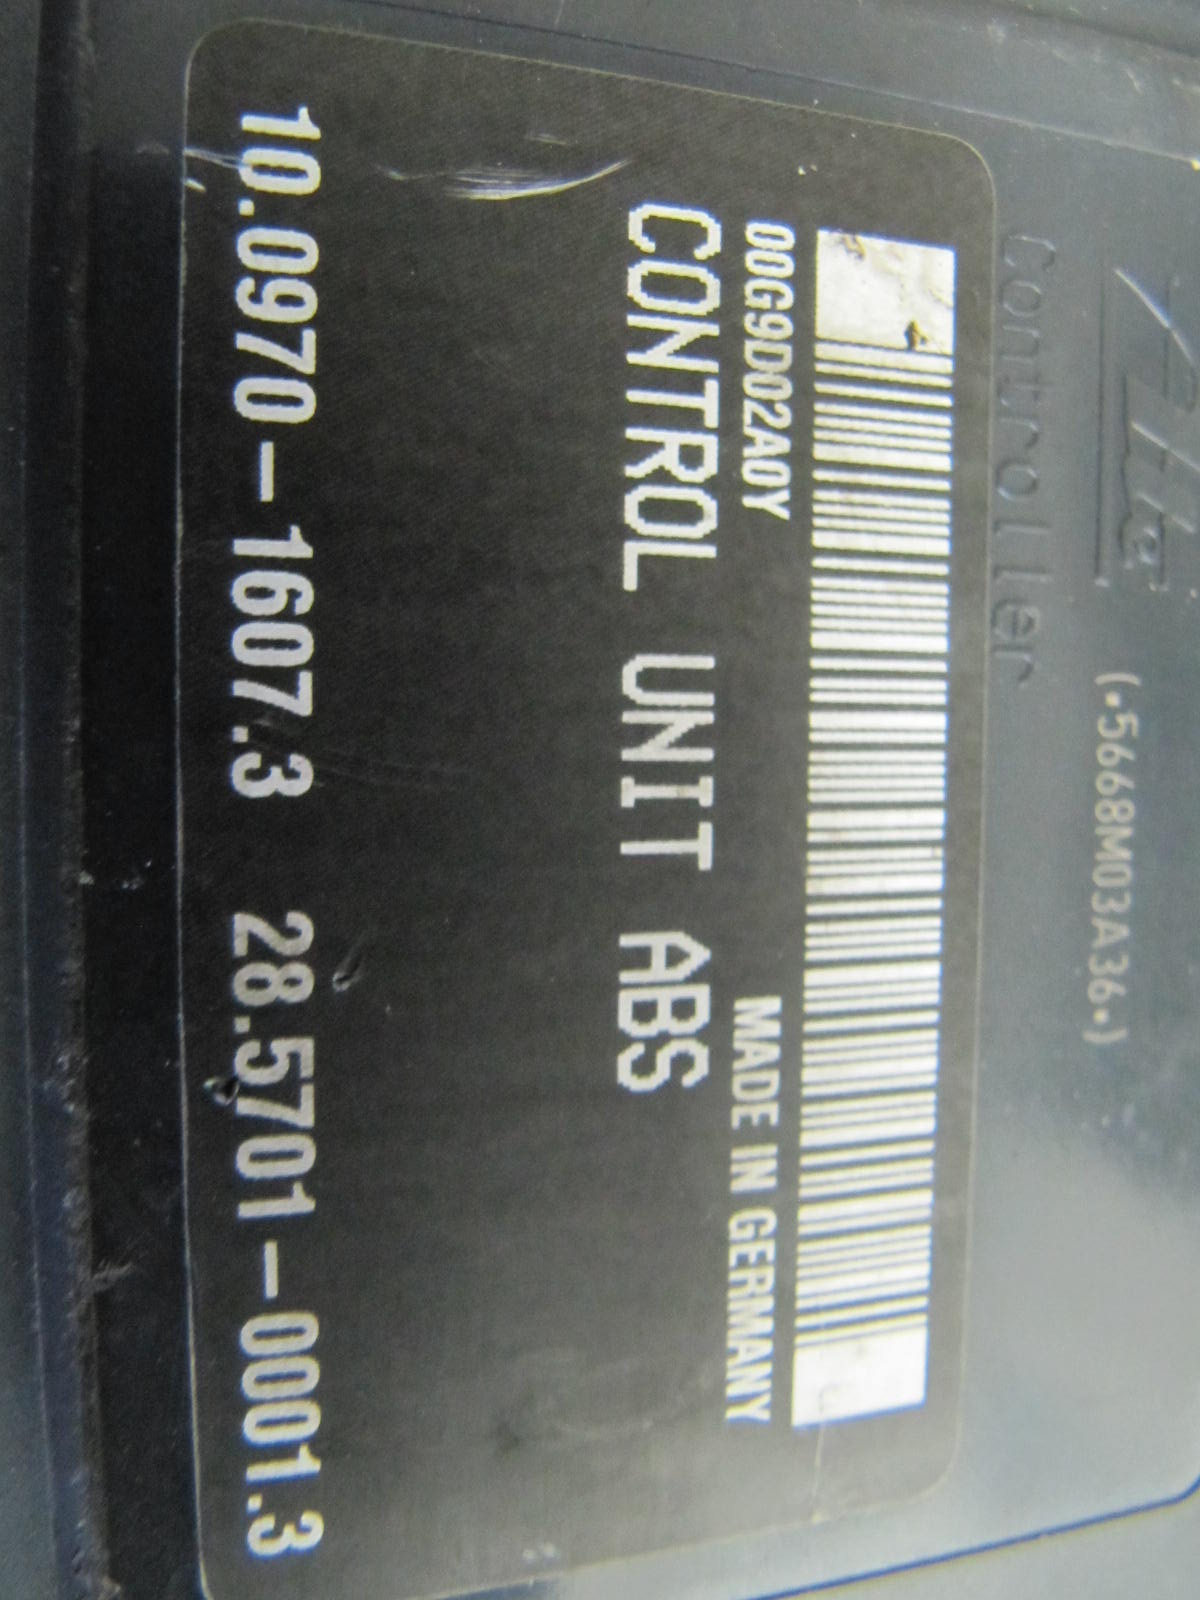 (•5668M03A36•)
Controller
00G9D02A0Y MADE IN GERMANY
CONTROL UNIT ABS
10.0970-1607.3 28.5701-0001.3